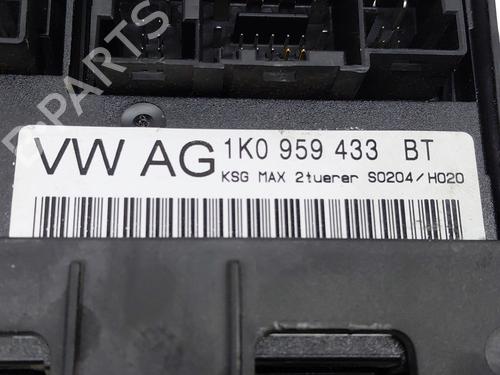 VW AG 1K0 959 433 BT
KSG MAX 2tuerer S0204/H020